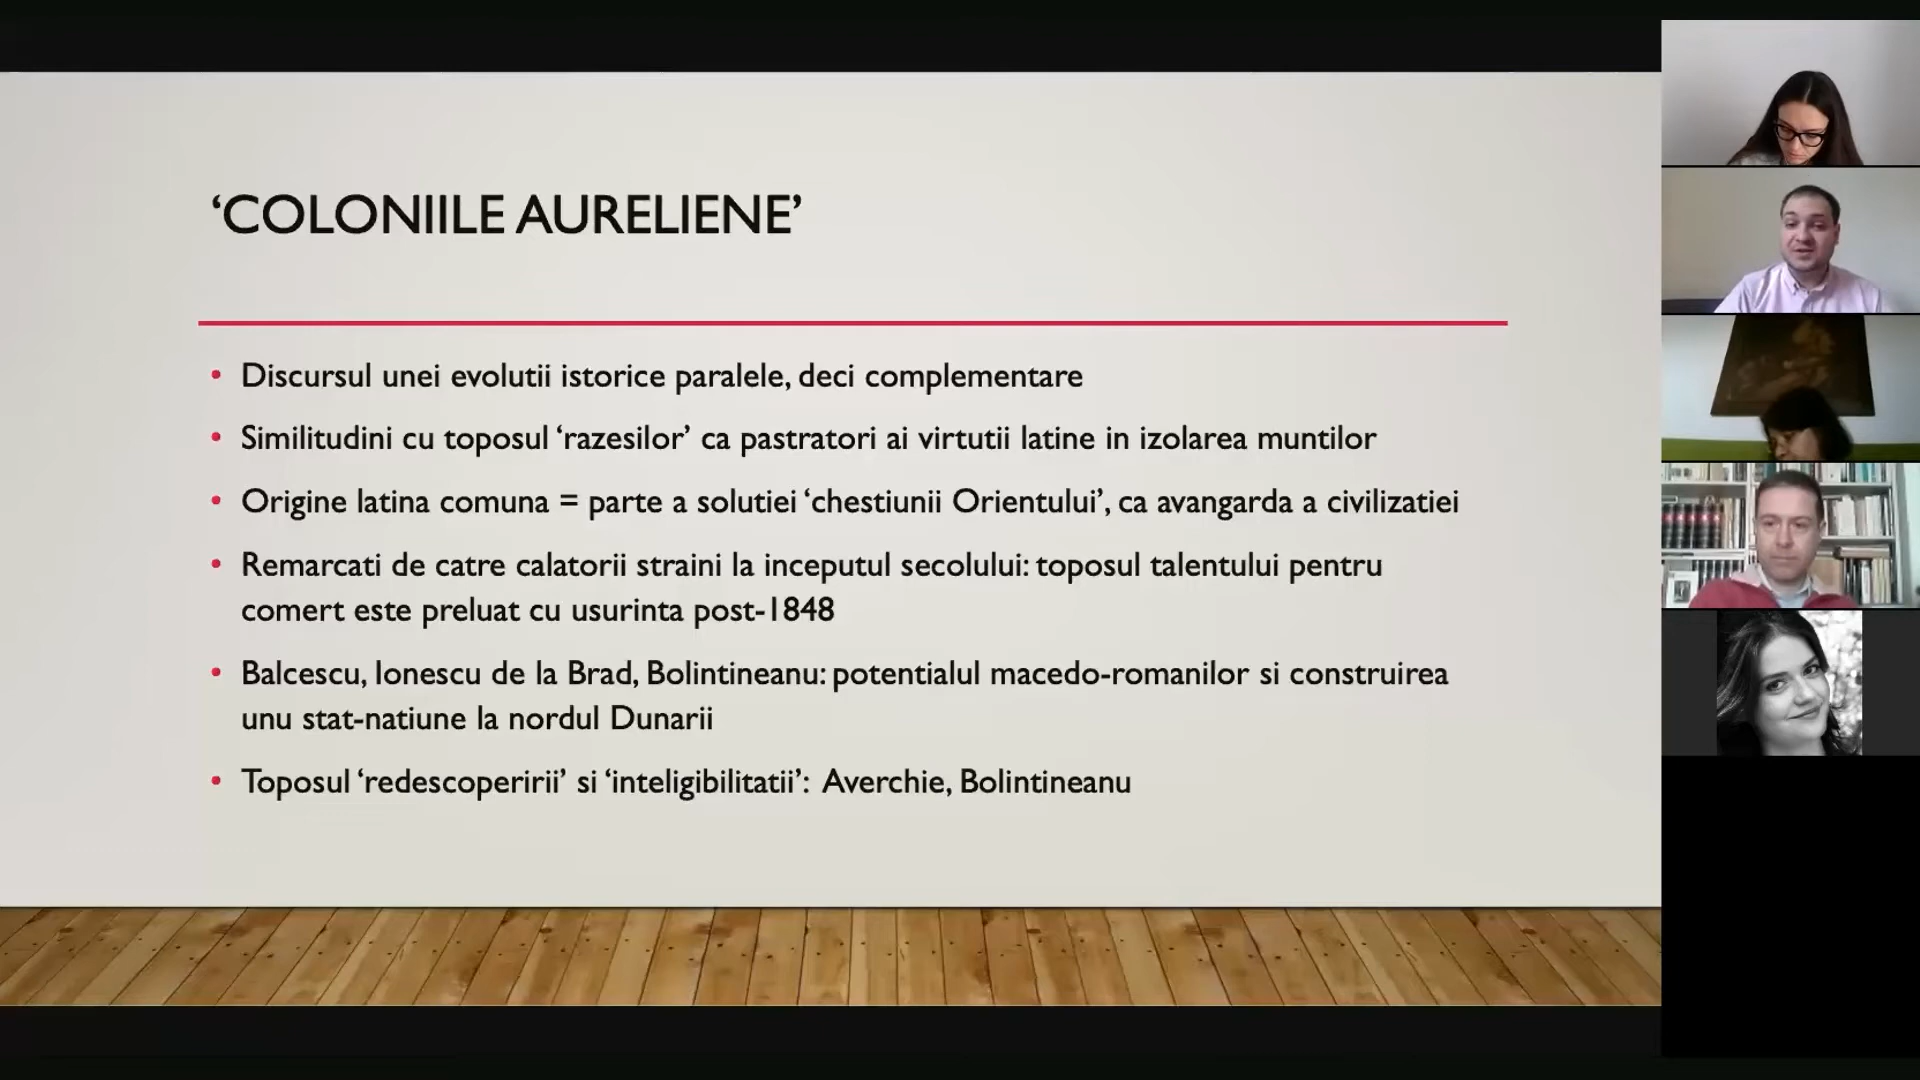 ‘COLONIILE AURELIENE’
• Discursul unei evolutii istorice paralele, deci complementare
• Similitudini cu toposul ‘razesilor’ ca pastratori ai virtutii latine in izolarea muntilor
• Origine latina comuna = parte a solutiei ‘chestiunii Orientului’, ca avangarda a civilizatiei
• Remarcati de catre calatorii straini la inceputul secolului: toposul talentului pentru
comert este preluat cu usurinta post-1848
• Balcescu, Ionescu de la Brad, Bolintineanu: potentialul macedo-romanilor si construirea
unu stat-natiune la nordul Dunarii
• Toposul ‘redescoperirii’ si ‘inteligibilitatii’: Averchie, Bolintineanu